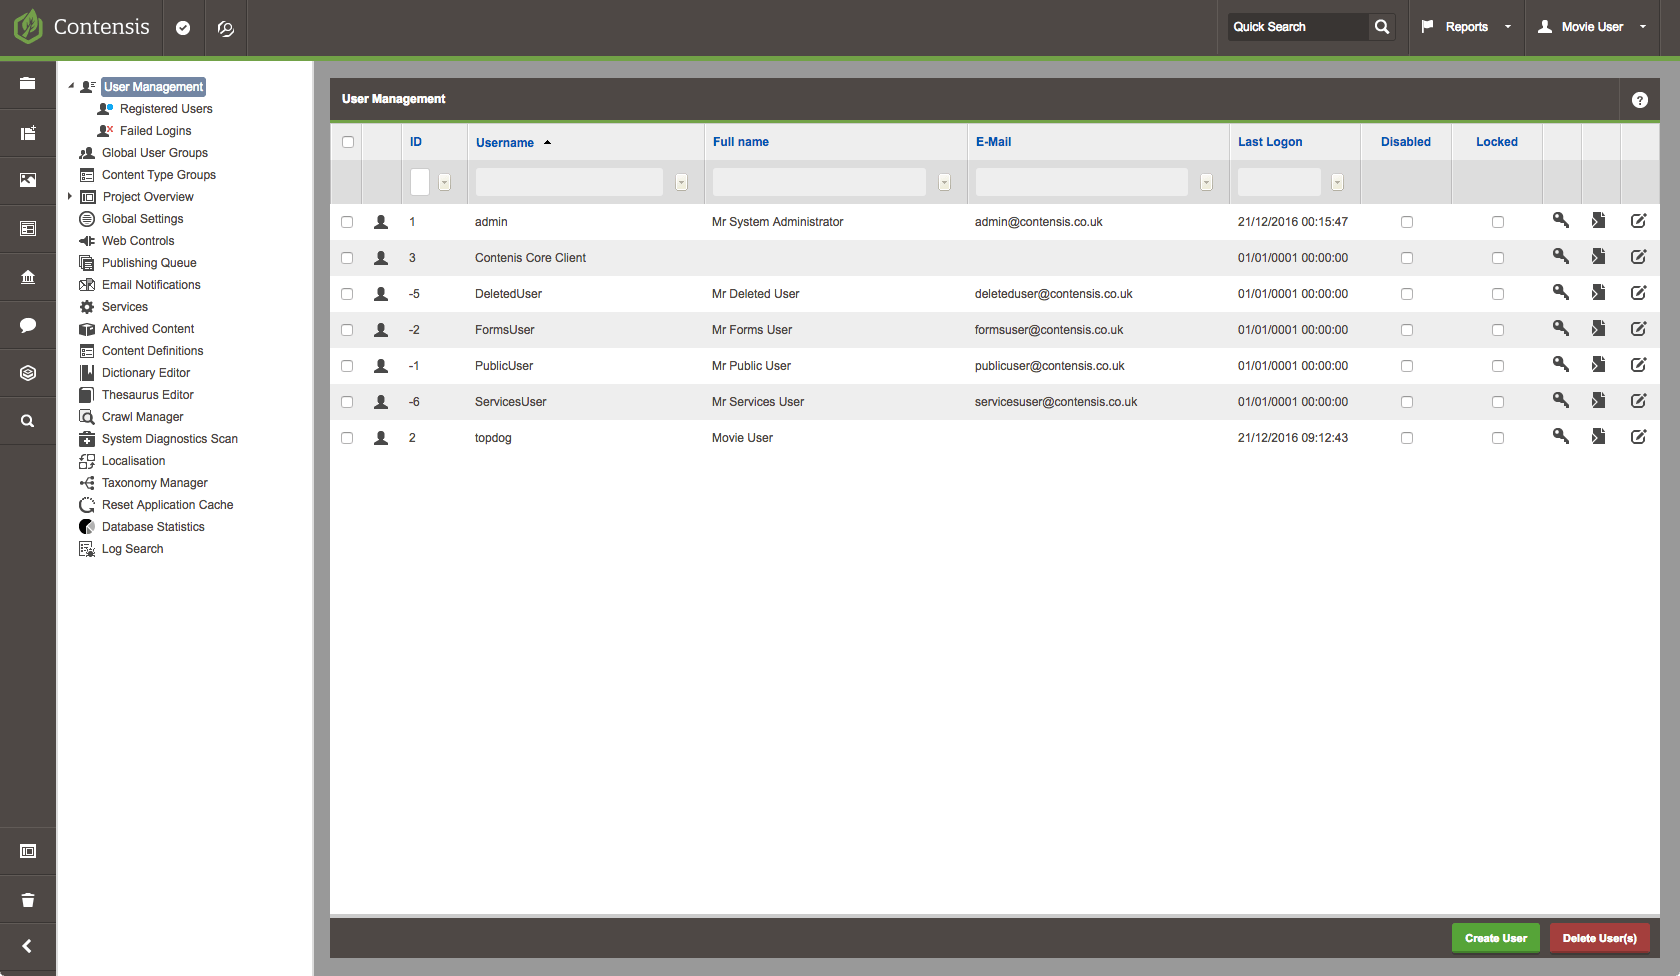 Contensis
Quick Search
Reports
Movie User
User Management
Registered Users
Failed Logins
Global User Groups
Content Type Groups
Project Overview
Global Settings
Web Controls
Publishing Queue
Email Notifications
Services
Archived Content
Content Definitions
Dictionary Editor
Thesaurus Editor
Crawl Manager
System Diagnostics Scan
Localisation
Taxonomy Manager
Reset Application Cache
Database Statistics
Log Search
User Management
ID Username Full name E-Mail Last Logon Disabled Locked
1 admin Mr System Administrator admin@contensis.co.uk 21/12/2016 00:15:47
3 Contenis Core Client 01/01/0001 00:00:00
-5 DeletedUser Mr Deleted User deleteduser@contensis.co.uk 01/01/0001 00:00:00
-2 FormsUser Mr Forms User formsuser@contensis.co.uk 01/01/0001 00:00:00
-1 PublicUser Mr Public User publicuser@contensis.co.uk 01/01/0001 00:00:00
-6 ServicesUser Mr Services User servicesuser@contensis.co.uk 01/01/0001 00:00:00
2 topdog Movie User 21/12/2016 09:12:43
Create User Delete User(s)